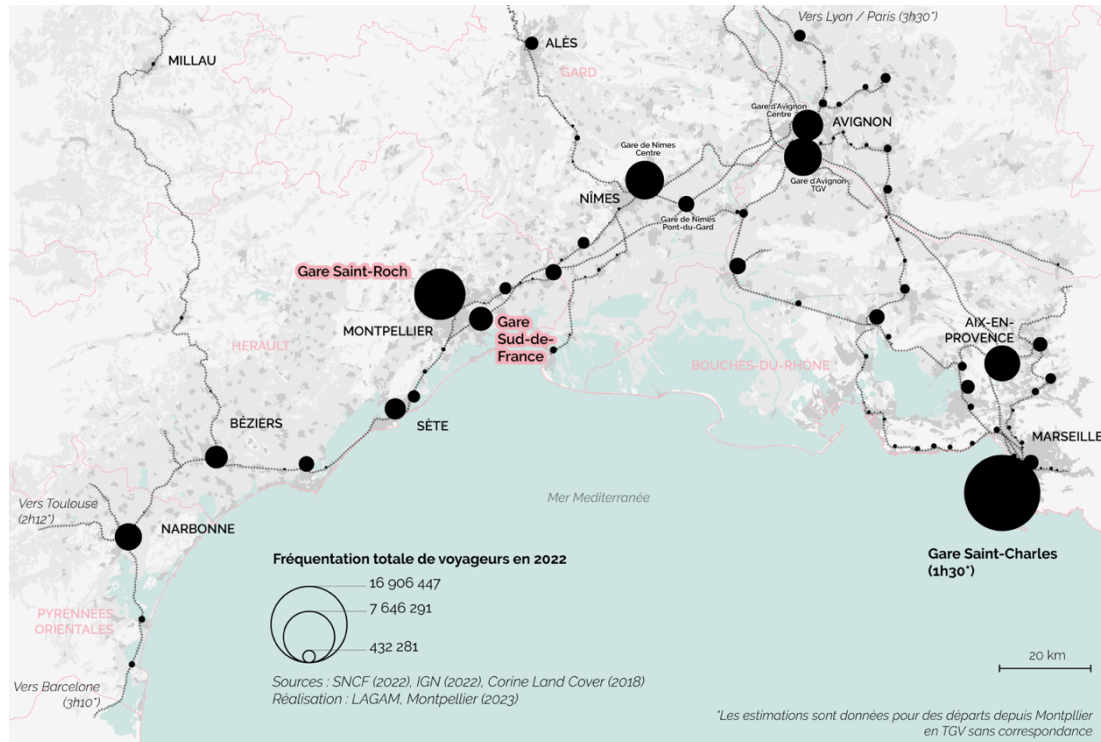 Vers Lyon / Paris (3h30*)
ALÈS
MILLAU
GARD
Gare d'Avignon
Centre
AVIGNON
Gare de Nimes
Centre
Gare d'Avignon
TGV
NÎMES
Gare de Nimes
Pont-du-Gard
Gare Saint-Roch
MONTPELLIER
Gare
Sud-de-
France
AIX-EN-
PROVENCE
HERAULT
BOUCHES-DU-RHÔNE
BÉZIERS
SÈTE
MARSEILLE
Vers Toulouse
(2h12*)
Mer Mediterranée
NARBONNE
Gare Saint-Charles
(1h30*)
Fréquentation totale de voyageurs en 2022
16 906 447
7 646 291
432 281
PYRENNÉES
ORIENTALES
20 km
Sources : SNCF (2022), IGN (2022), Corine Land Cover (2018)
Réalisation : LAGAM, Montpellier (2023)
Vers Barcelone
(3h10*)
*Les estimations sont données pour des départs depuis Montpllier
en TGV sans correspondance